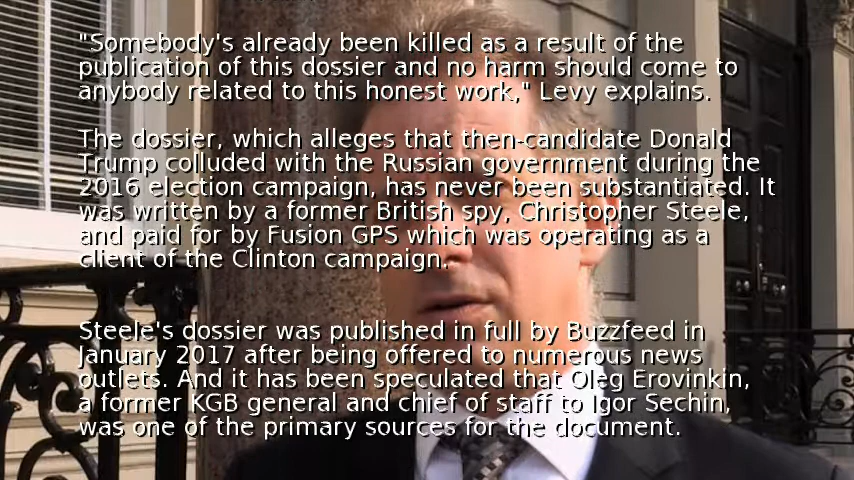 "Somebody's already been killed as a result of the
publication of this dossier and no harm should come to
anybody related to this honest work," Levy explains.
The dossier, which alleges that then-candidate Donald
Trump colluded with the Russian government during the
2016 election campaign, has never been substantiated. It
was written by a former British spy, Christopher Steele,
and paid for by Fusion GPS which was operating as a
client of the Clinton campaign.
Steele's dossier was published in full by Buzzfeed in
January 2017 after being offered to numerous news
outlets. And it has been speculated that Oleg Erovinkin,
a former KGB general and chief of staff to Igor Sechin,
was one of the primary sources for the document.